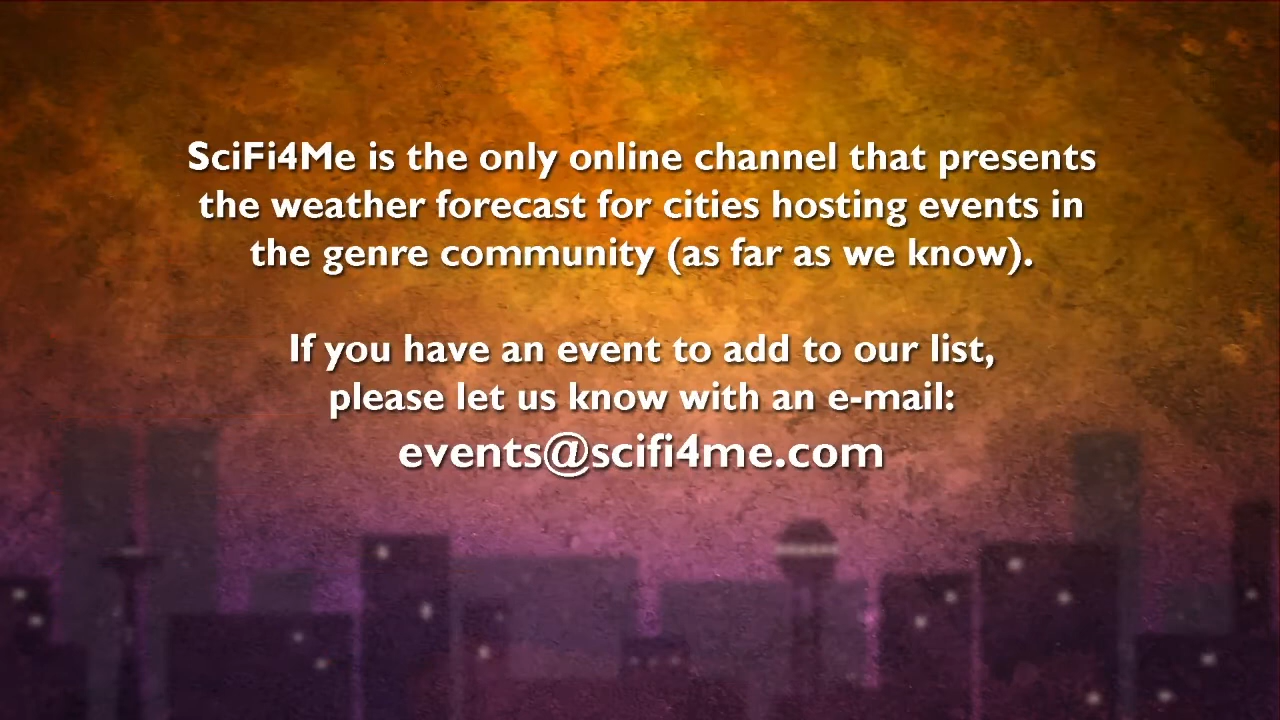 SciFi4Me is the only online channel that presents
the weather forecast for cities hosting events in
the genre community (as far as we know).
If you have an event to add to our list,
please let us know with an e-mail:
events@scifi4me.com